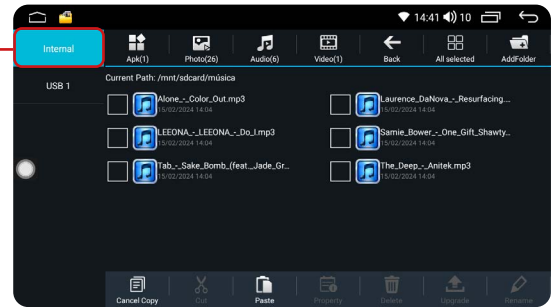 14:41 10
Internal
Apk(1) Photo(26) Audio(6) Video(1) Back All selected AddFolder
USB 1
Current Path: /mnt/sdcard/música
Alone_-_Color_Out.mp3
15/02/2024 14:04
Laurence_DaNova_-_Resurfacing....
15/02/2024 14:04
LEEONA_-_LEEONA_-_Do_I.mp3
15/02/2024 14:04
Samie_Bower_-_One_Gift_Shawty...
15/02/2024 14:04
Tab_-_Sake_Bomb_(feat._Jade_Gr...
15/02/2024 14:04
The_Deep_-_Anitek.mp3
15/02/2024 14:04
Cancel Copy Cut Paste Property Delete Upgrade Rename